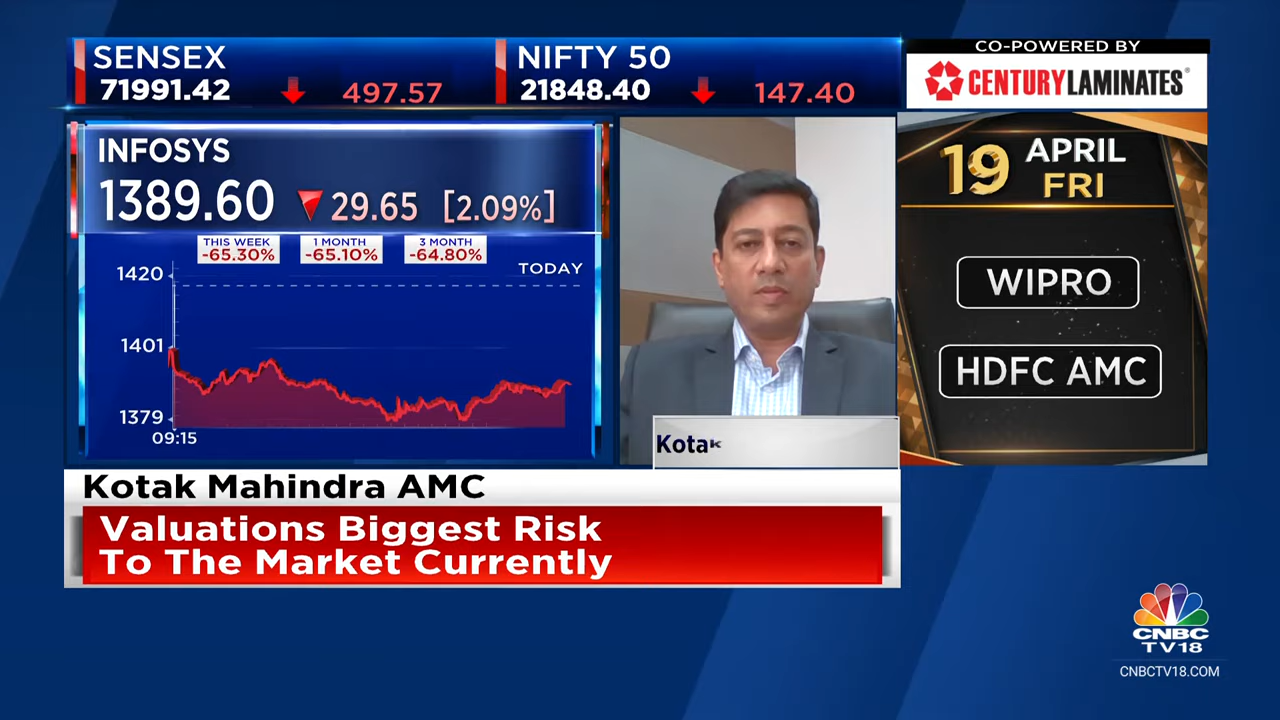 SENSEX
71991.42 497.57
NIFTY 50
21848.40 147.40
CO-POWERED BY
CENTURYLAMINATES®
INFOSYS
1389.60 29.65 [2.09%]
THIS WEEK
-65.30%
1 MONTH
-65.10%
3 MONTH
-64.80%
TODAY
1420
1401
1379
09:15
Kotak
19 APRIL
FRI
WIPRO
HDFC AMC
Kotak Mahindra AMC
Valuations Biggest Risk
To The Market Currently
CNBC
TV18
CNBCTV18.COM